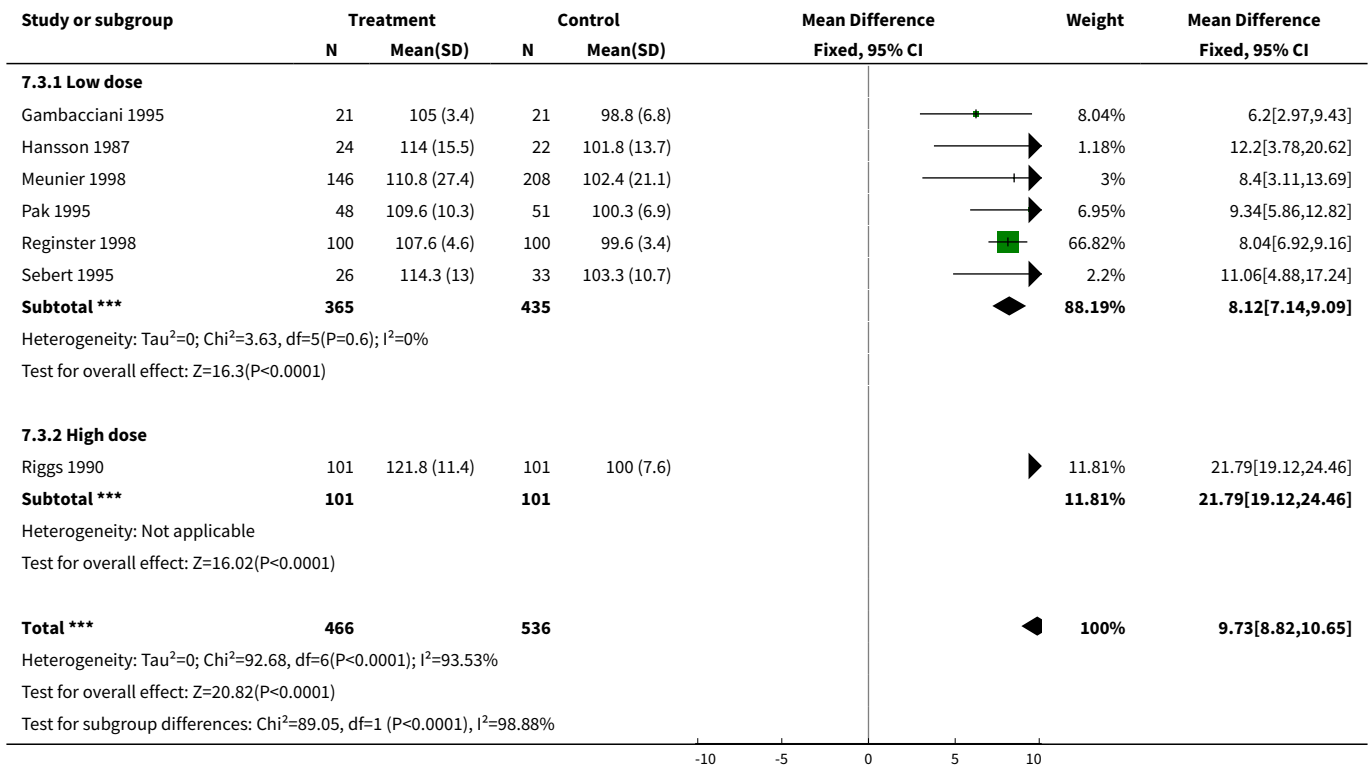 Study or subgroup Treatment Control Mean Difference Weight Mean Difference
N Mean(SD) N Mean(SD) Fixed, 95% CI Fixed, 95% CI
7.3.1 Low dose
Gambacciani 1995 21 105 (3.4) 21 98.8 (6.8) 8.04% 6.2[2.97,9.43]
Hansson 1987 24 114 (15.5) 22 101.8 (13.7) 1.18% 12.2[3.78,20.62]
Meunier 1998 146 110.8 (27.4) 208 102.4 (21.1) 3% 8.4[3.11,13.69]
Pak 1995 48 109.6 (10.3) 51 100.3 (6.9) 6.95% 9.34[5.86,12.82]
Reginster 1998 100 107.6 (4.6) 100 99.6 (3.4) 66.82% 8.04[6.92,9.16]
Sebert 1995 26 114.3 (13) 33 103.3 (10.7) 2.2% 11.06[4.88,17.24]
Subtotal *** 365 435 88.19% 8.12[7.14,9.09]
Heterogeneity: Tau²=0; Chi²=3.63, df=5(P=0.6); I²=0%
Test for overall effect: Z=16.3(P<0.0001)
7.3.2 High dose
Riggs 1990 101 121.8 (11.4) 101 100 (7.6) 11.81% 21.79[19.12,24.46]
Subtotal *** 101 101 11.81% 21.79[19.12,24.46]
Heterogeneity: Not applicable
Test for overall effect: Z=16.02(P<0.0001)
Total *** 466 536 100% 9.73[8.82,10.65]
Heterogeneity: Tau²=0; Chi²=92.68, df=6(P<0.0001); I²=93.53%
Test for overall effect: Z=20.82(P<0.0001)
Test for subgroup differences: Chi²=89.05, df=1 (P<0.0001), I²=98.88%
-10 -5 0 5 10